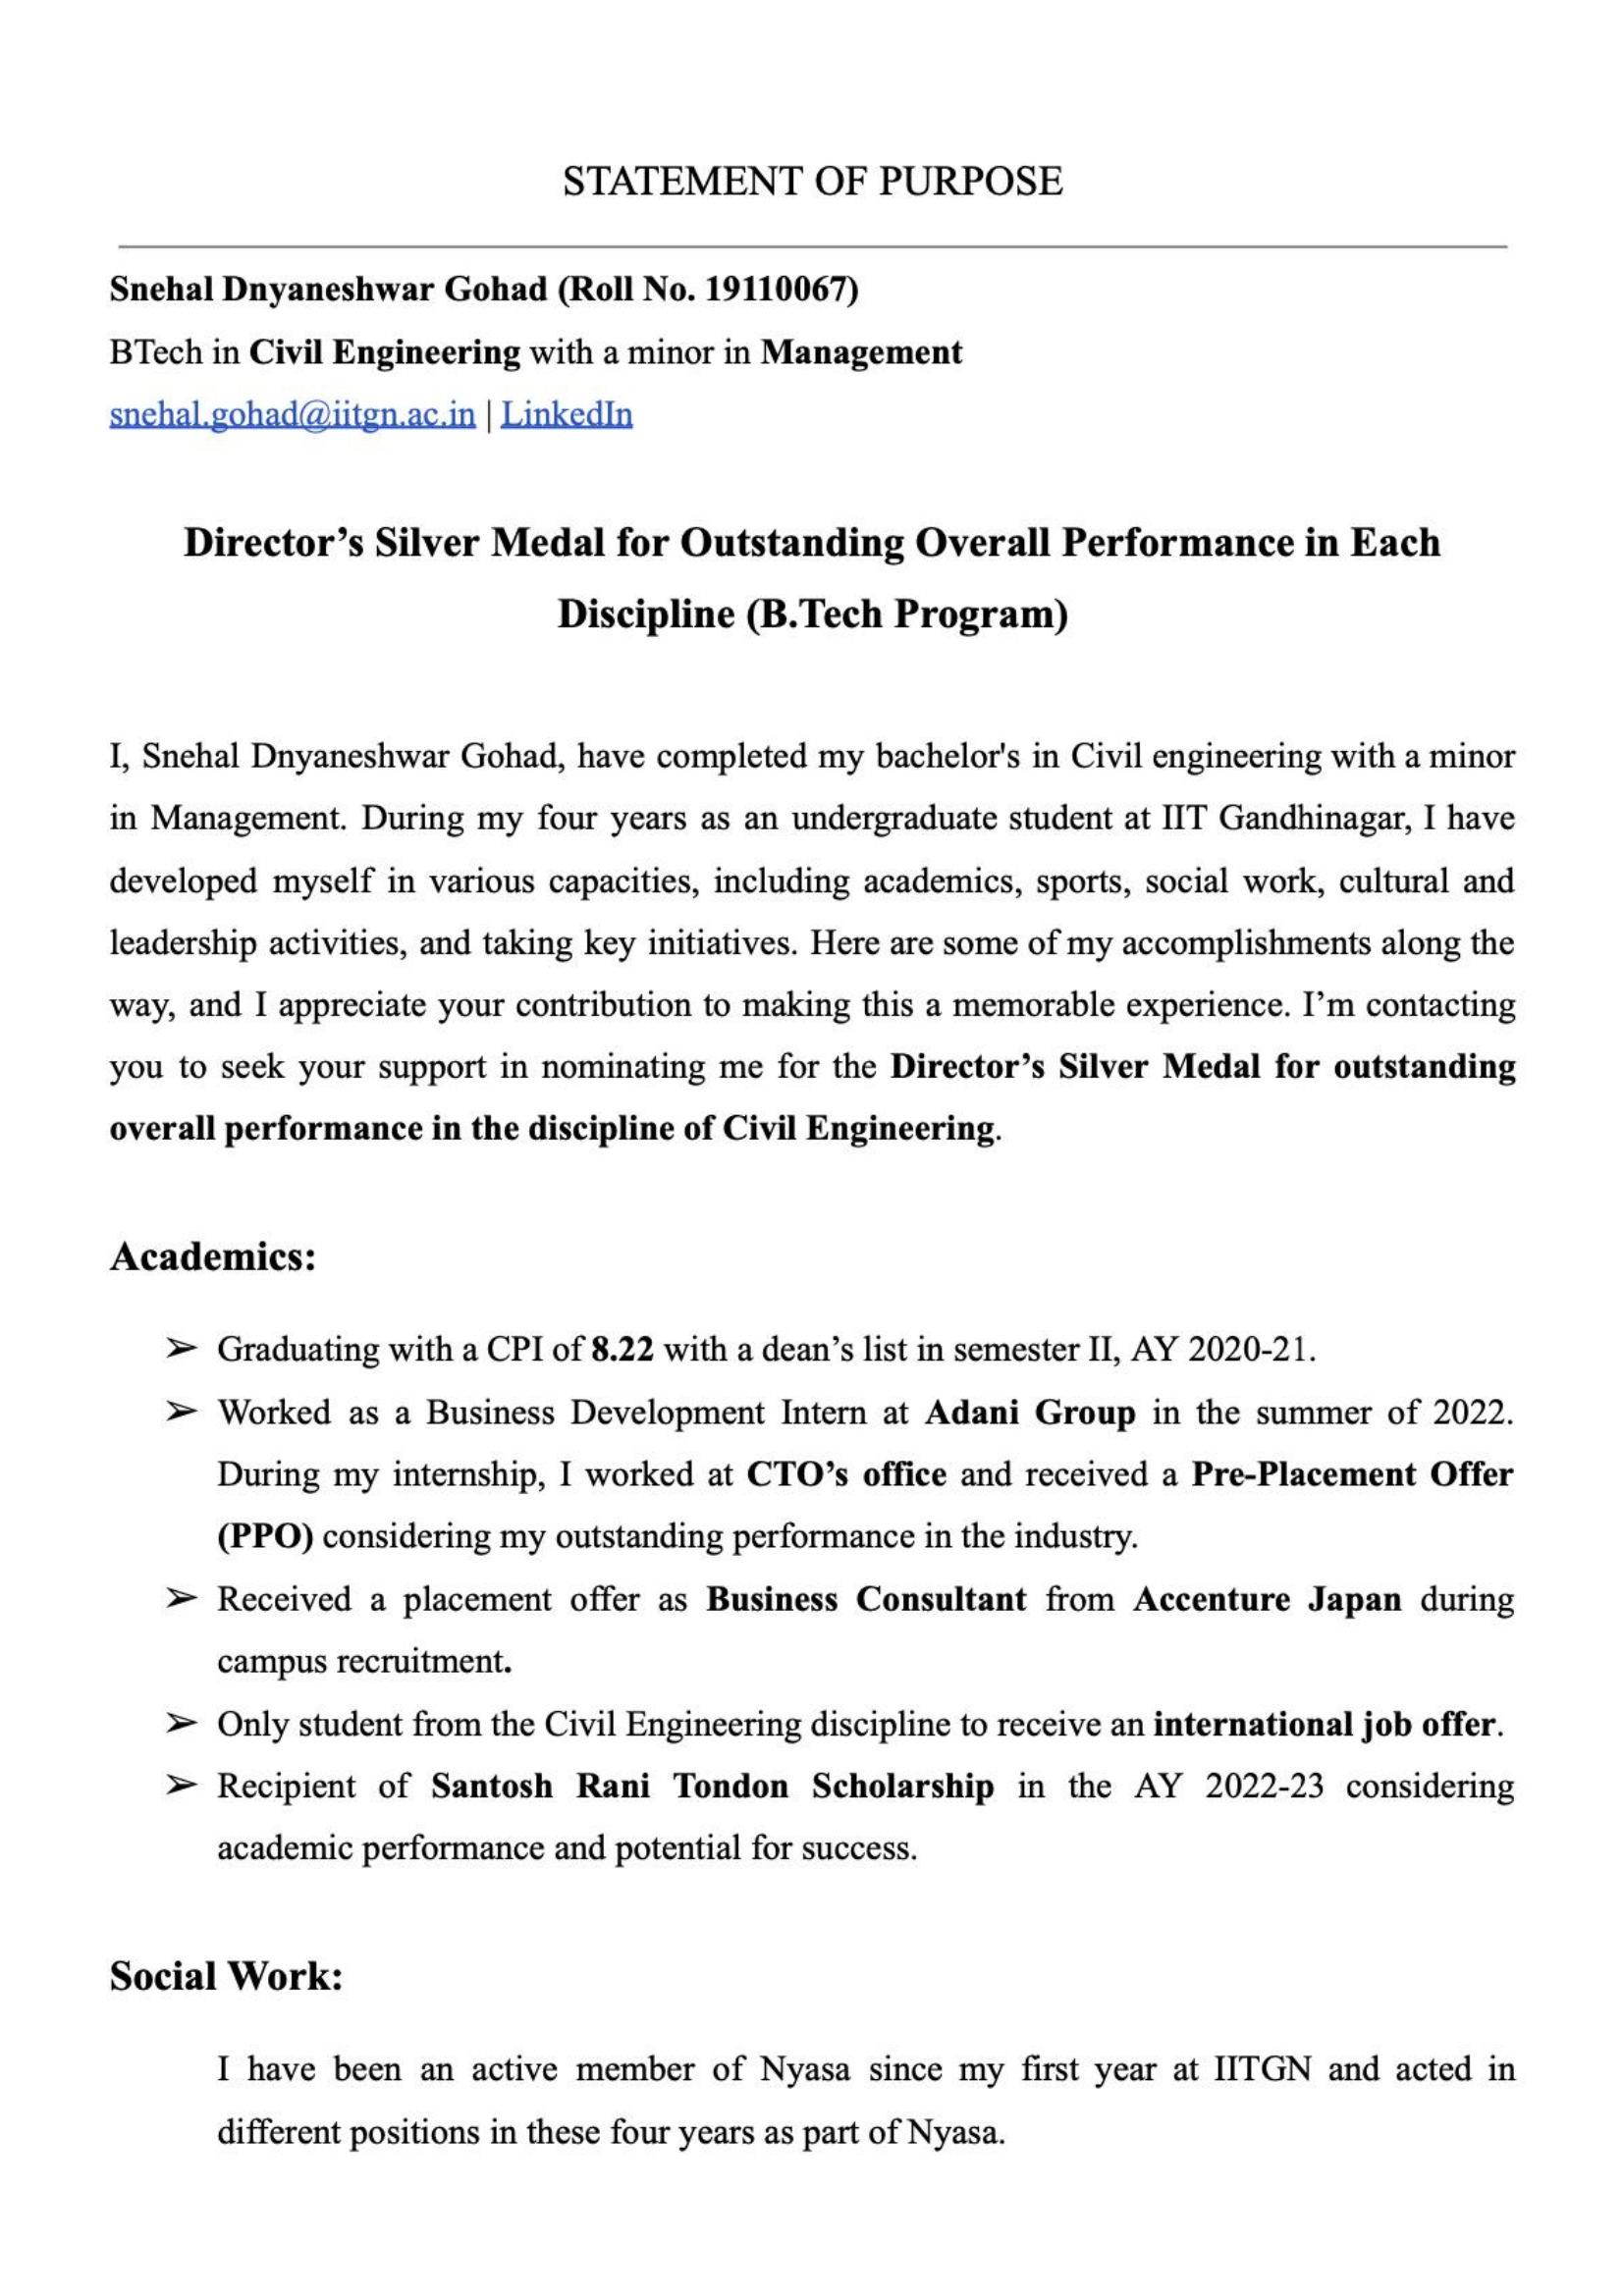 STATEMENT OF PURPOSE
Snehal Dnyaneshwar Gohad (Roll No. 19110067)
BTech in Civil Engineering with a minor in Management
snehal.gohad@iitgn.ac.in | LinkedIn
Director’s Silver Medal for Outstanding Overall Performance in Each
Discipline (B.Tech Program)
I, Snehal Dnyaneshwar Gohad, have completed my bachelor's in Civil engineering with a minor
in Management. During my four years as an undergraduate student at IIT Gandhinagar, I have
developed myself in various capacities, including academics, sports, social work, cultural and
leadership activities, and taking key initiatives. Here are some of my accomplishments along the
way, and I appreciate your contribution to making this a memorable experience. I’m contacting
you to seek your support in nominating me for the Director’s Silver Medal for outstanding
overall performance in the discipline of Civil Engineering.
Academics:
➢ Graduating with a CPI of 8.22 with a dean’s list in semester II, AY 2020-21.
➢ Worked as a Business Development Intern at Adani Group in the summer of 2022.
During my internship, I worked at CTO’s office and received a Pre-Placement Offer
(PPO) considering my outstanding performance in the industry.
➢ Received a placement offer as Business Consultant from Accenture Japan during
campus recruitment.
➢ Only student from the Civil Engineering discipline to receive an international job offer.
➢ Recipient of Santosh Rani Tondon Scholarship in the AY 2022-23 considering
academic performance and potential for success.
Social Work:
I have been an active member of Nyasa since my first year at IITGN and acted in
different positions in these four years as part of Nyasa.